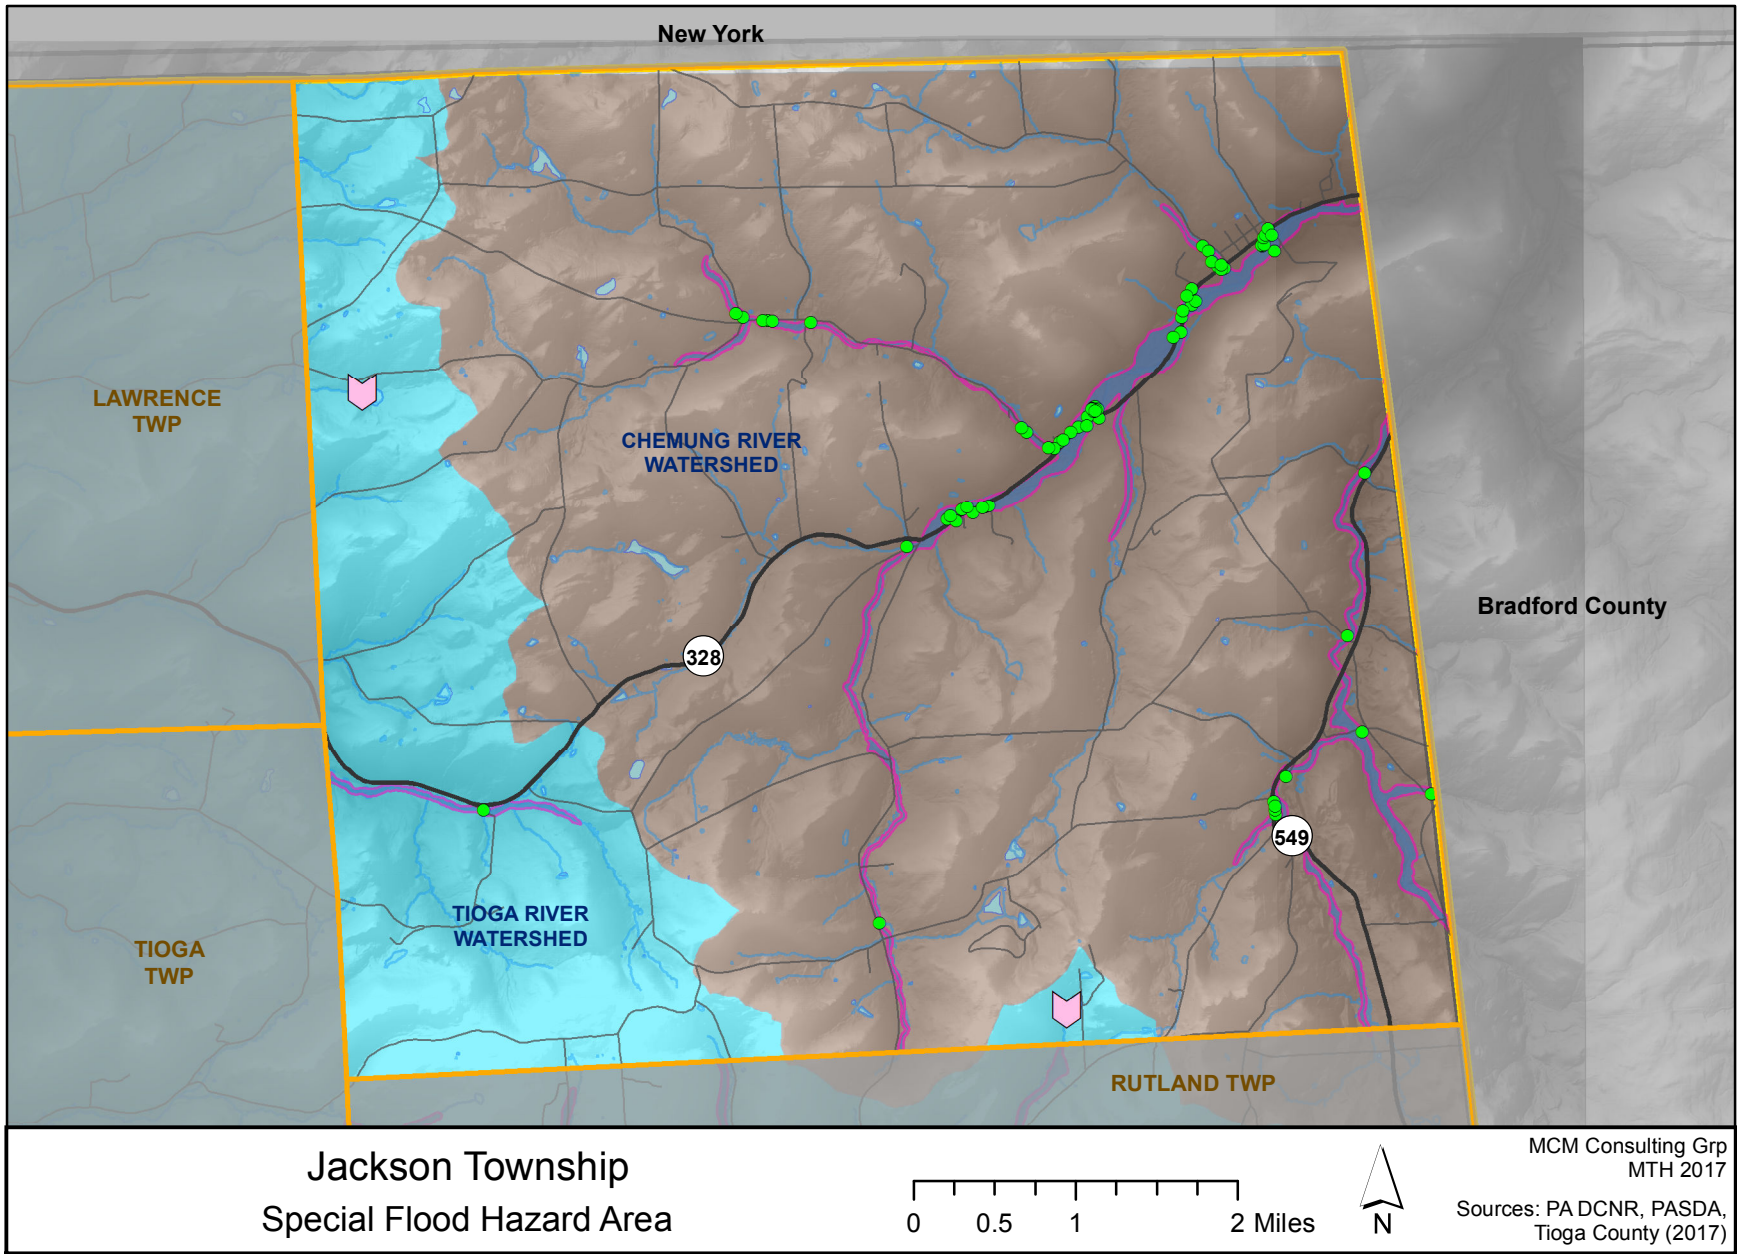 New York
LAWRENCE
TWP
CHEMUNG RIVER
WATERSHED
Bradford County
328
549
TIOGA RIVER
WATERSHED
TIOGA
TWP
RUTLAND TWP
Jackson Township
Special Flood Hazard Area
0 0.5 1 2 Miles
N
MCM Consulting Grp
MTH 2017
Sources: PA DCNR, PASDA,
Tioga County (2017)